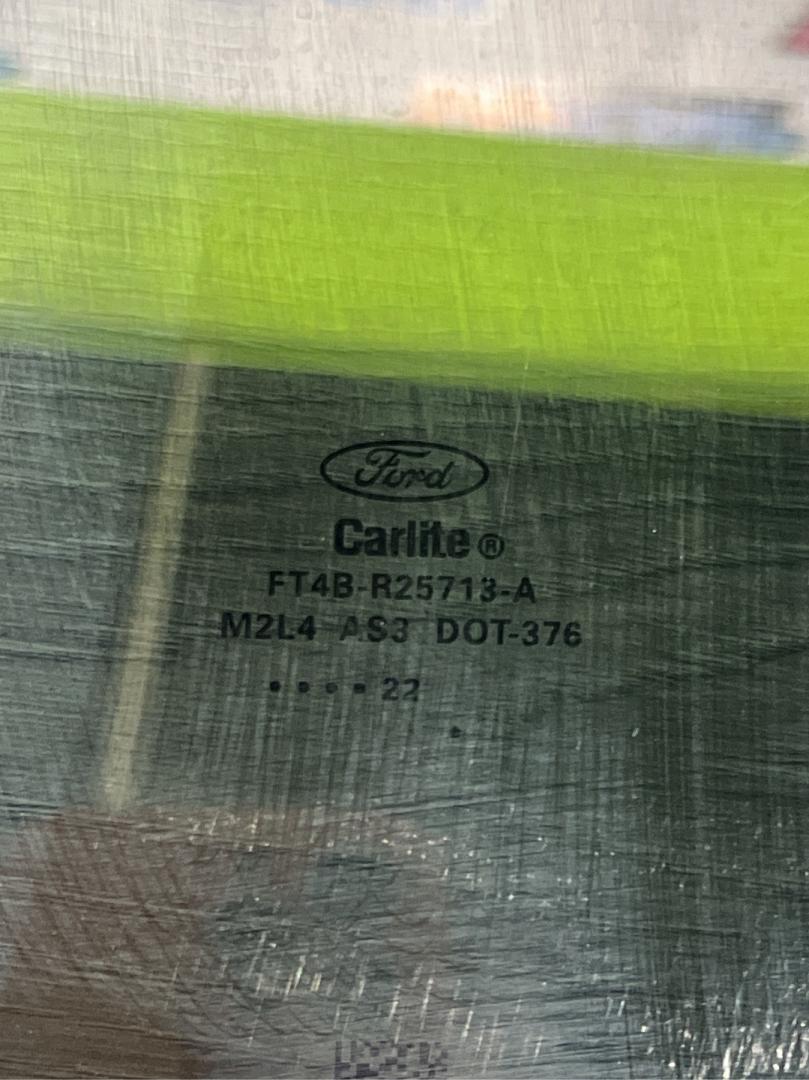 Ford
Carlite®
FT4B-R25713-A
M2L4 AS3 DOT-376
• • • • 22